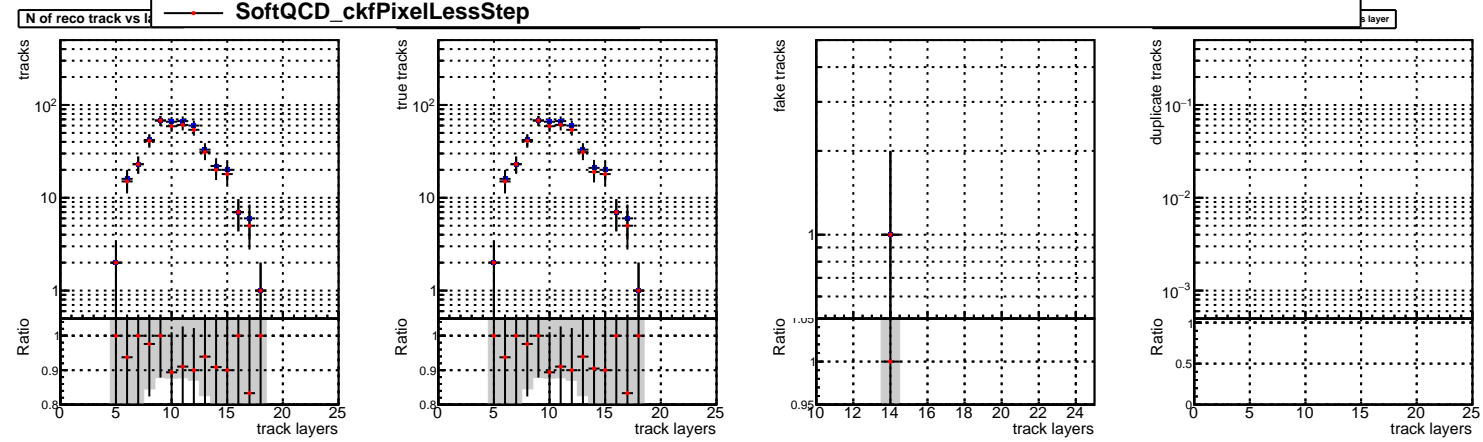 SoftQCD_ckfPixelLessStep
N of reco track vs la
s layer
tracks
10²
10
1
Ratio
1
0.9
0.8
0 5 10 15 20 25
track layers
true tracks
10²
10
1
Ratio
1
0.9
0.8
0 5 10 15 20 25
track layers
fake tracks
1
Ratio
1.05
1
0.95
10 12 14 16 18 20 22 24
track layers
duplicate tracks
10⁻¹
10⁻²
10⁻³
Ratio
1
0.5
0
0 5 10 15 20 25
track layers